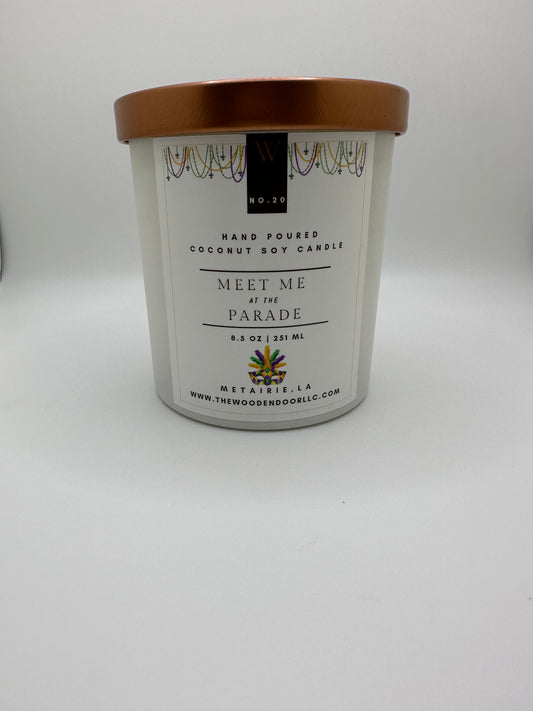 W
NO.20
HAND POURED
COCONUT SOY CANDLE
MEET ME
AT THE
PARADE
8.5 OZ | 251 ML
METAIRIE, LA
WWW.THEWOODENDOORLLC.COM